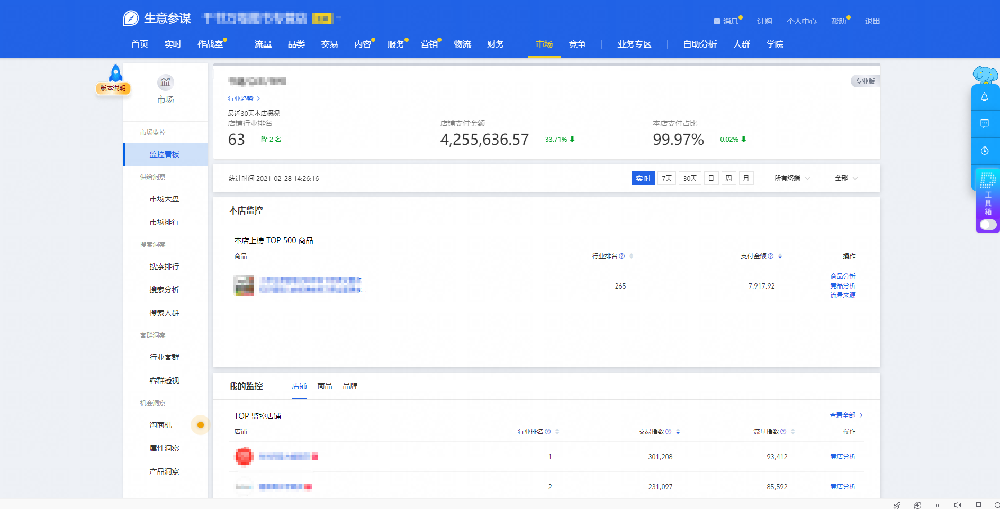 生意参谋
消息 订购 个人中心 帮助 退出
首页 实时 作战室 流量 品类 交易 内容 服务 营销 物流 财务 市场 竞争 业务专区 自助分析 人群 学院
版本说明
市场
市场监控
监控看板
供给洞察
市场大盘
市场排行
搜索洞察
搜索排行
搜索分析
搜索人群
客群洞察
行业客群
客群透视
机会洞察
淘商机
属性洞察
产品洞察
专业版
行业趋势
最近30天本店概况
店铺行业排名 店铺支付金额 本店支付占比
63 降 2 名 4,255,636.57 33.71% 99.97% 0.02%
统计时间 2021-02-28 14:26:16 实时 7天 30天 日 周 月 所有终端 全部
本店监控
本店上榜 TOP 500 商品
商品 行业排名 支付金额 操作
265 7,917.92 商品分析
竞品分析
流量来源
我的监控 店铺 商品 品牌
TOP 监控店铺 查看全部
店铺 行业排名 交易指数 流量指数 操作
1 301,208 93,412 竞店分析
2 231,097 85,592 竞店分析
工具箱